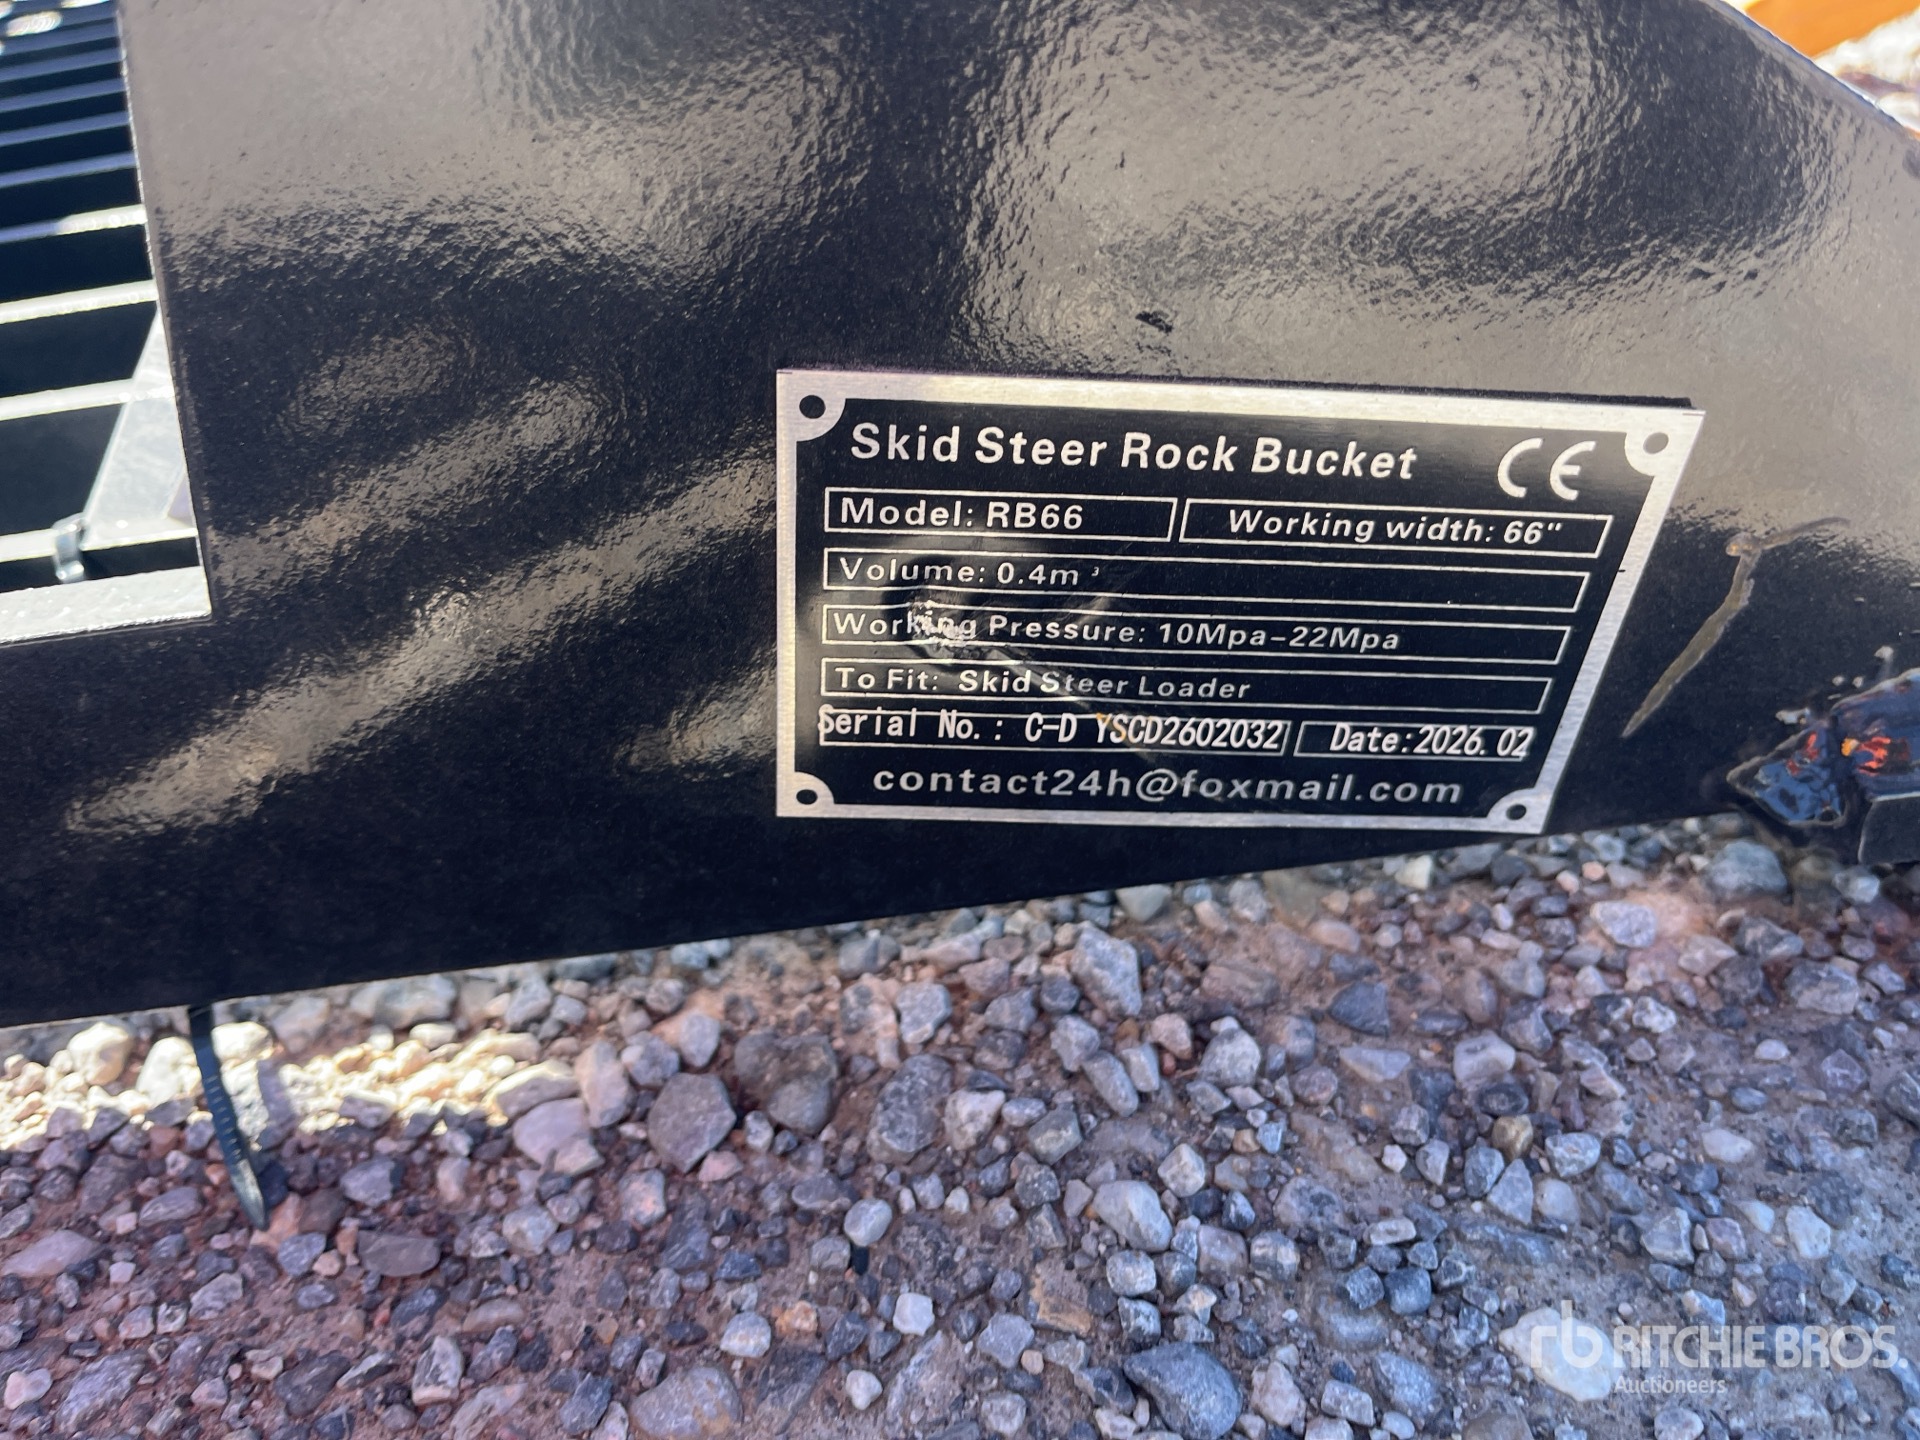 Skid Steer Rock Bucket CE
Model: RB66 Working width: 66"
Volume: 0.4m³
Working Pressure: 10Mpa-22Mpa
To Fit: Skid Steer Loader
Serial No.: C-D YSCD2602032 Date:2026.02
contact24h@foxmail.com
rb RITCHIE BROS.
Auctioneers